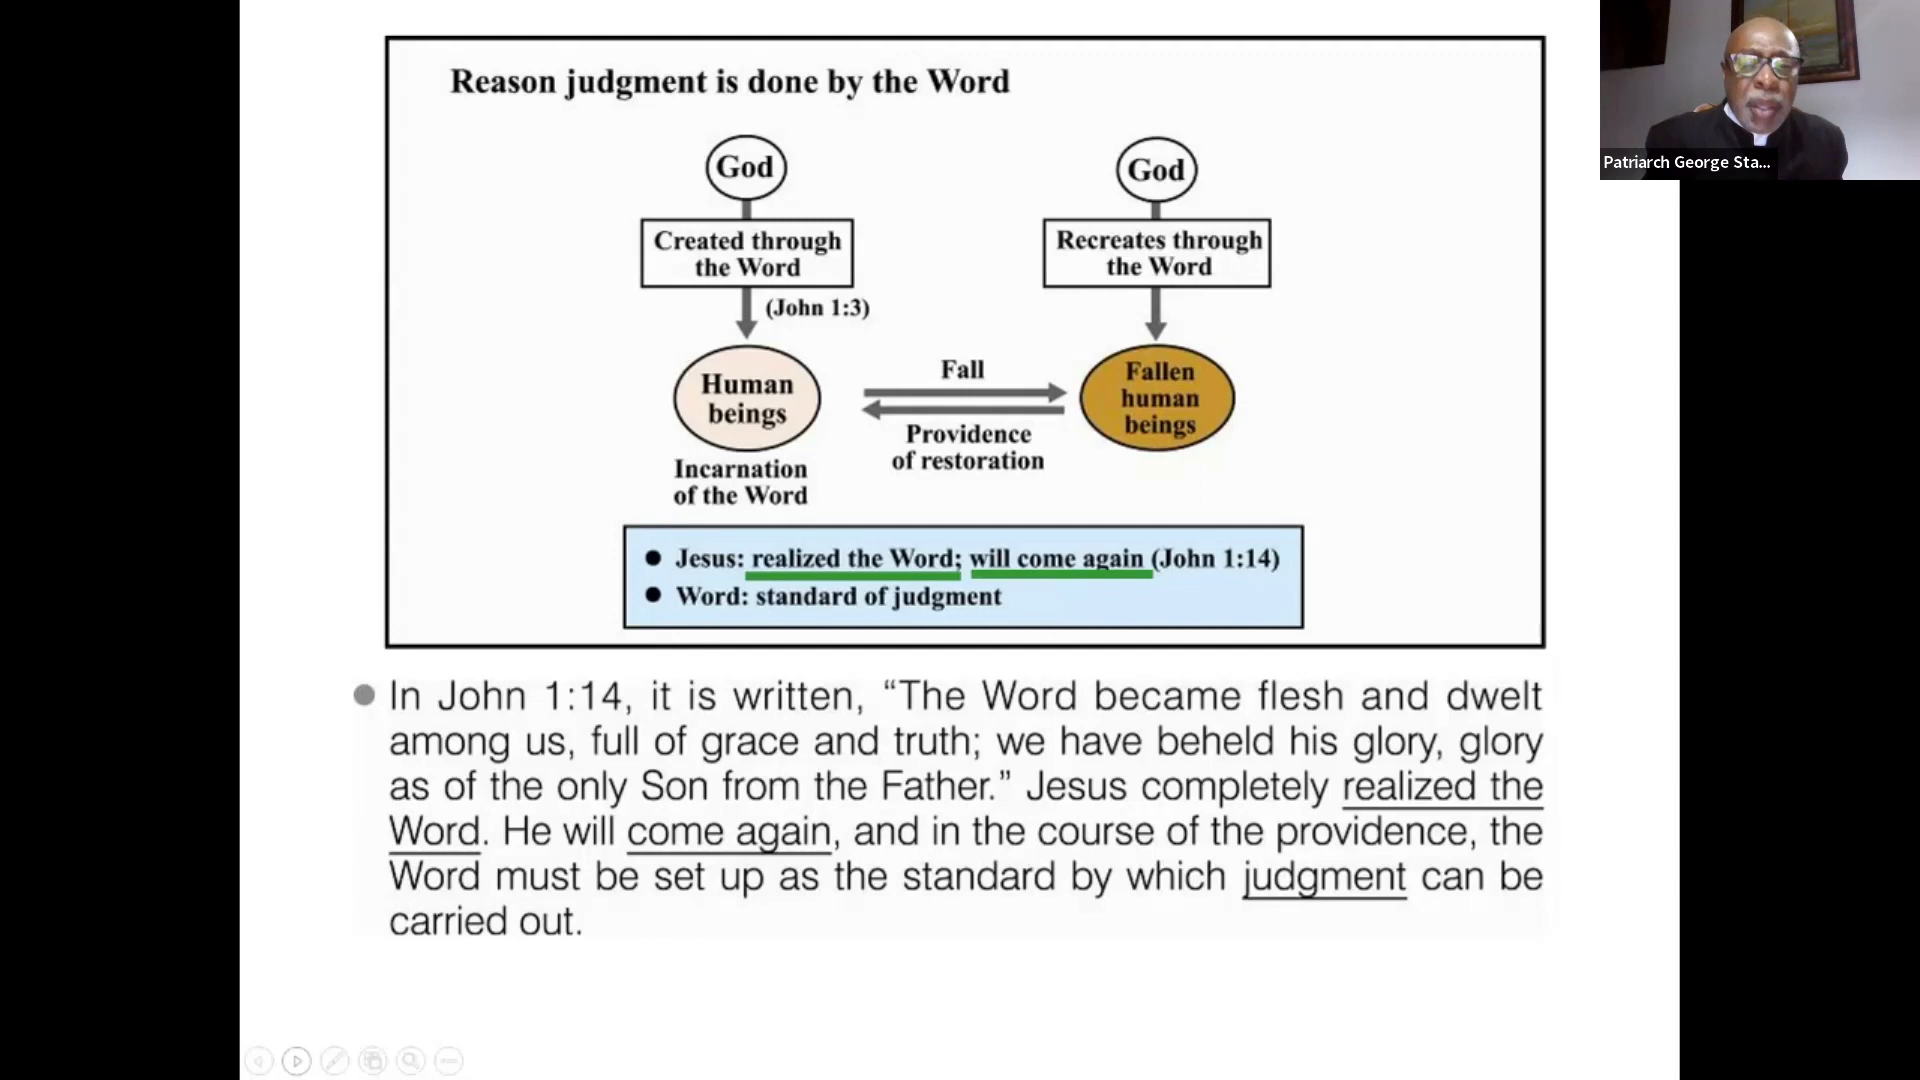 Reason judgment is done by the Word
God
Created through
the Word
(John 1:3)
Human
beings
Incarnation
of the Word
Fall
Providence
of restoration
God
Recreates through
the Word
Fallen
human
beings
● Jesus: realized the Word; will come again (John 1:14)
● Word: standard of judgment
● In John 1:14, it is written, “The Word became flesh and dwelt
among us, full of grace and truth; we have beheld his glory, glory
as of the only Son from the Father.” Jesus completely realized the
Word. He will come again, and in the course of the providence, the
Word must be set up as the standard by which judgment can be
carried out.
Patriarch George Sta...